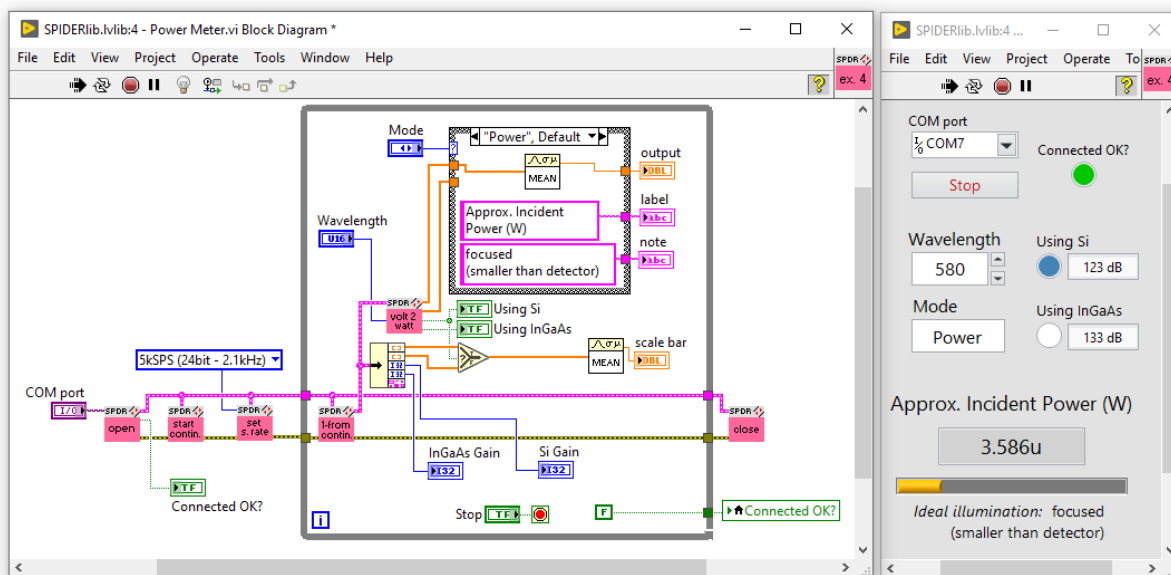 SPIDERlib.lvlib:4 - Power Meter.vi Block Diagram *
File Edit View Project Operate Tools Window Help
SPDR
ex. 4
Mode
"Power", Default
MEAN
output
DBL
Approx. Incident
Power (W)
label
abc
focused
(smaller than detector)
note
abc
Wavelength
U16
SPDR
volt 2
watt
TF Using Si
TF Using InGaAs
MEAN
scale bar
DBL
5kSPS (24bit - 2.1kHz)
COM port
I/O
SPDR
open
SPDR
start
contin.
SPDR
set
s. rate
SPDR
1-from
contin.
SPDR
close
InGaAs Gain
I32
Si Gain
I32
TF
Connected OK?
i
Stop TF
F
Connected OK?
SPIDERlib.lvlib:4 ...
File Edit View Project Operate To
SPDR
ex. 4
COM port
COM7
Connected OK?
Stop
Wavelength
580
Using Si
123 dB
Mode
Power
Using InGaAs
133 dB
Approx. Incident Power (W)
3.586u
Ideal illumination: focused
(smaller than detector)